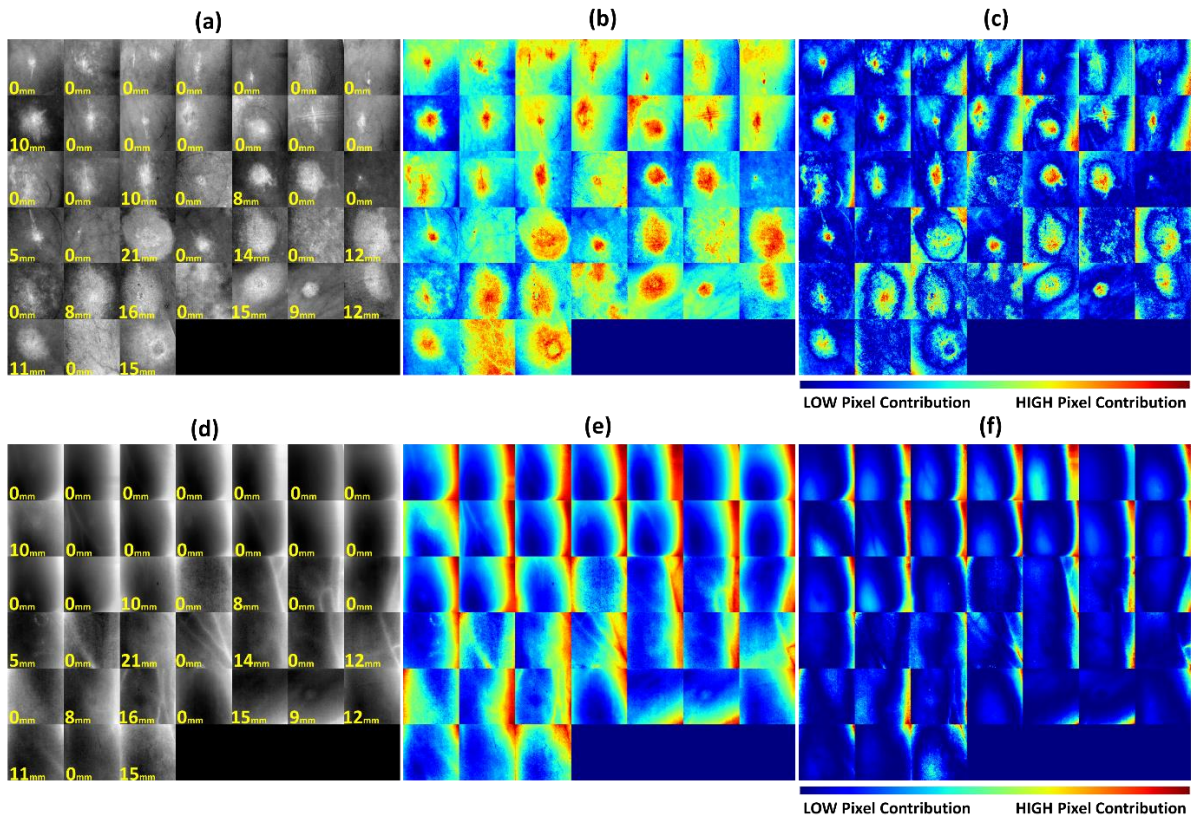 (a) (b) (c)
0mm 0mm 0mm 0mm 0mm 0mm 0mm
10mm 0mm 0mm 0mm 0mm 0mm 0mm
0mm 0mm 10mm 0mm 8mm 0mm 0mm
5mm 0mm 21mm 0mm 14mm 0mm 12mm
0mm 8mm 16mm 0mm 15mm 9mm 12mm
11mm 0mm 15mm
LOW Pixel Contribution HIGH Pixel Contribution
(d) (e) (f)
0mm 0mm 0mm 0mm 0mm 0mm 0mm
10mm 0mm 0mm 0mm 0mm 0mm 0mm
0mm 0mm 10mm 0mm 8mm 0mm 0mm
5mm 0mm 21mm 0mm 14mm 0mm 12mm
0mm 8mm 16mm 0mm 15mm 9mm 12mm
11mm 0mm 15mm
LOW Pixel Contribution HIGH Pixel Contribution